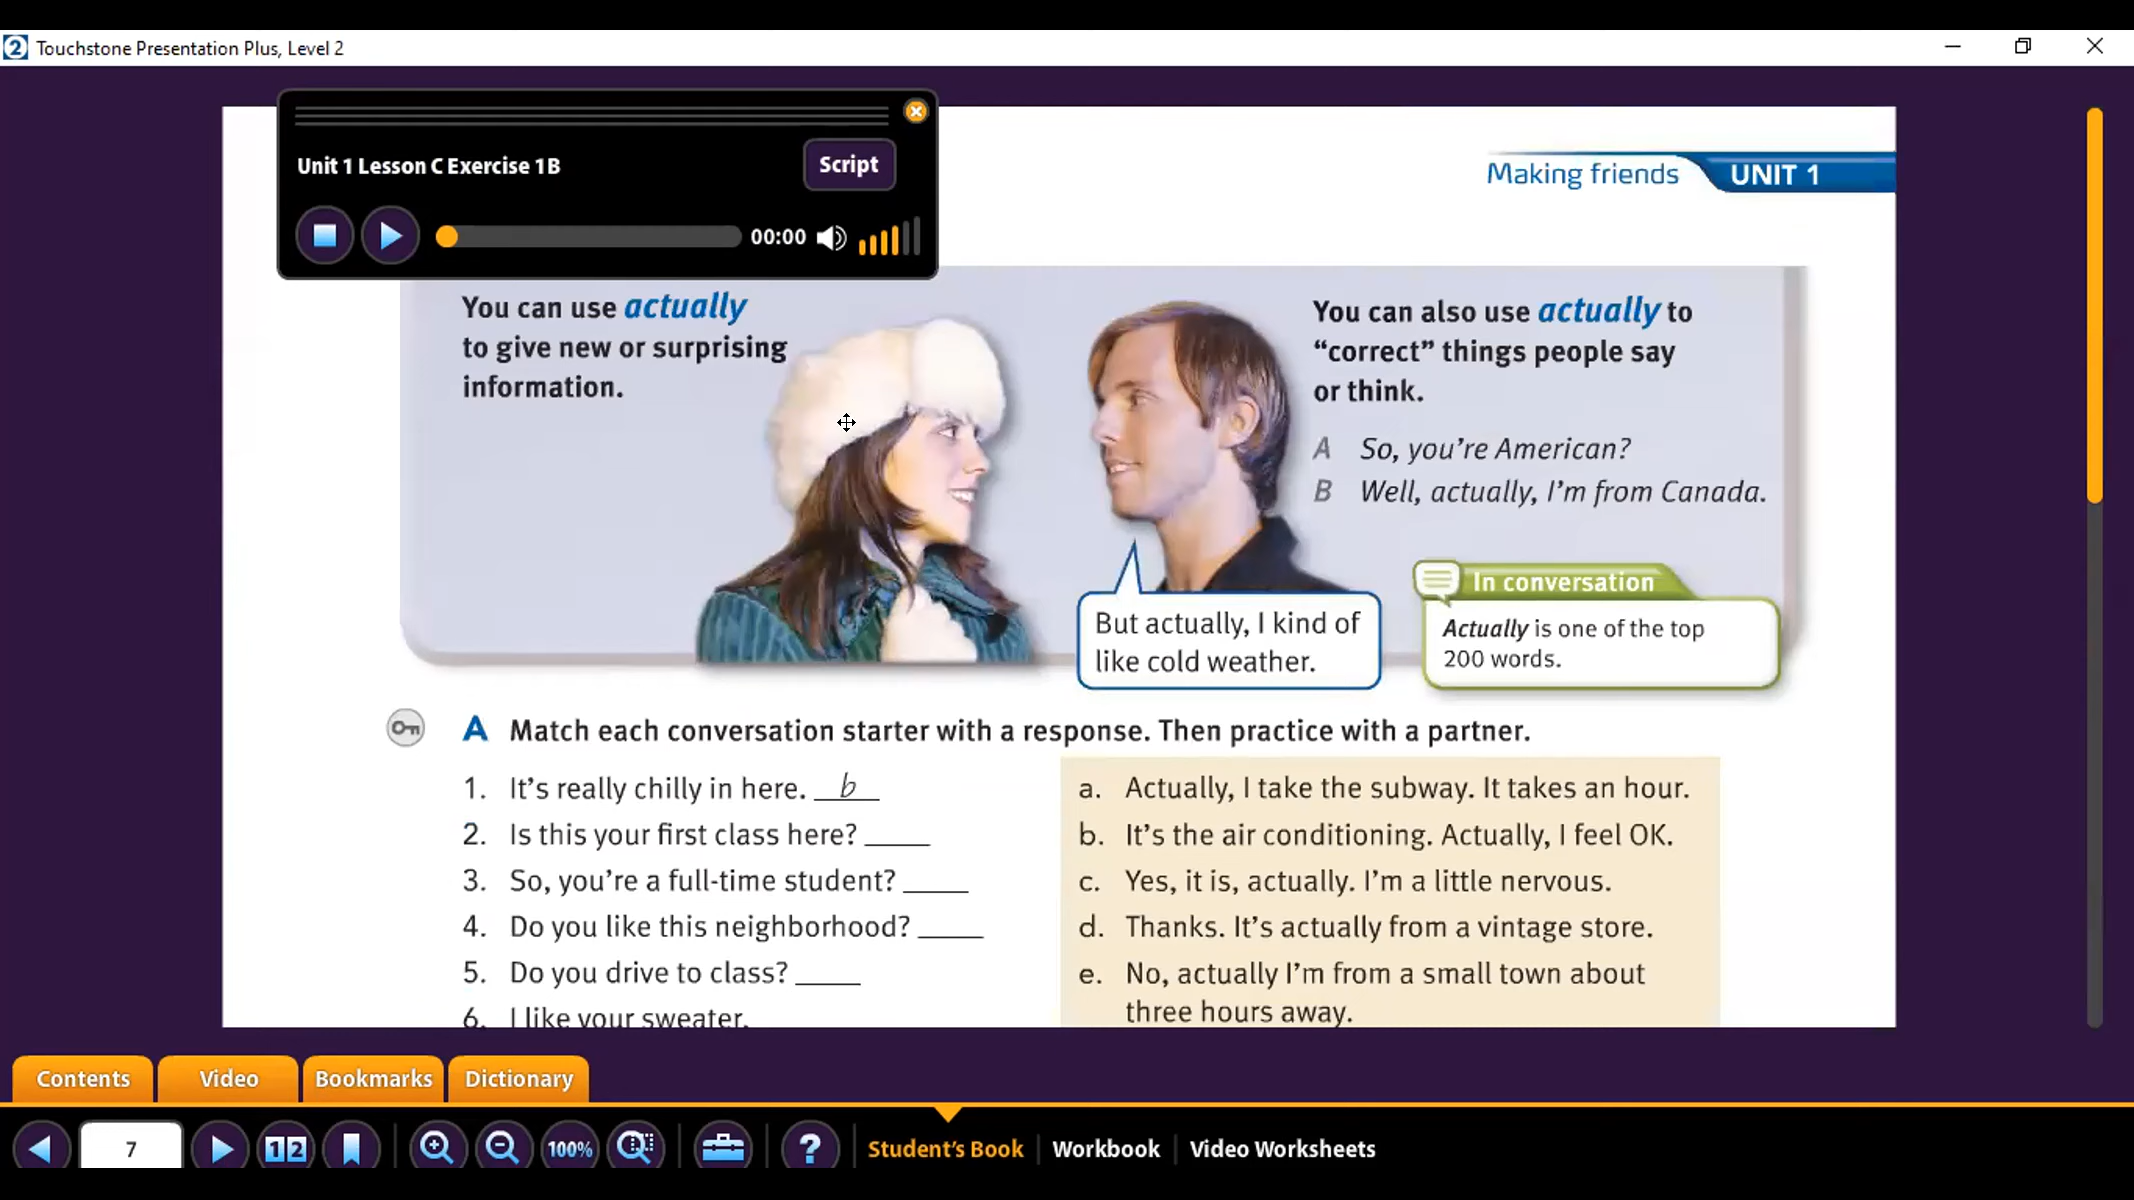 Touchstone Presentation Plus, Level 2
Unit 1 Lesson C Exercise 1B
Script
00:00
Making friends
UNIT 1
You can use actually
to give new or surprising
information.
You can also use actually to
“correct” things people say
or think.
A So, you’re American?
B Well, actually, I’m from Canada.
But actually, I kind of
like cold weather.
In conversation
Actually is one of the top
200 words.
A Match each conversation starter with a response. Then practice with a partner.
1. It’s really chilly in here. b
2. Is this your first class here? ____
3. So, you’re a full-time student? ____
4. Do you like this neighborhood? ____
5. Do you drive to class? ____
6. I like your sweater.
a. Actually, I take the subway. It takes an hour.
b. It’s the air conditioning. Actually, I feel OK.
c. Yes, it is, actually. I’m a little nervous.
d. Thanks. It’s actually from a vintage store.
e. No, actually I’m from a small town about
three hours away.
Contents
Video
Bookmarks
Dictionary
7
12
100%
?
Student’s Book
Workbook
Video Worksheets